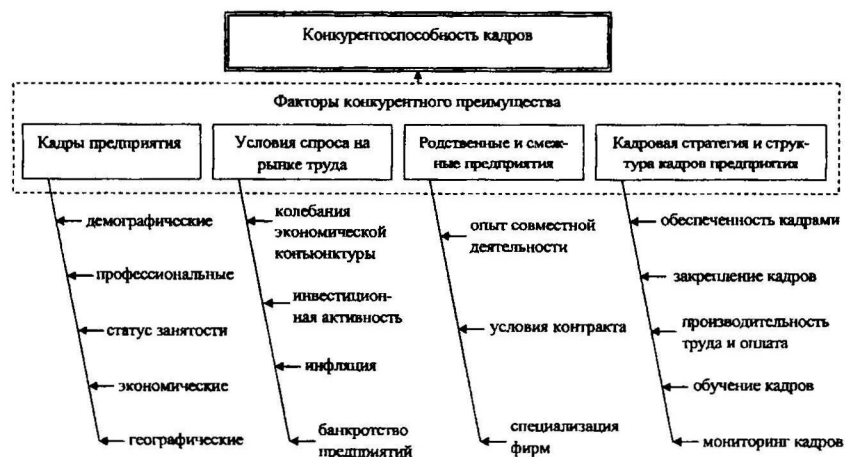 Конкурентоспособность кадров
Факторы конкурентного преимущества
Кадры предприятия
Условия спроса на
рынке труда
Родственные и смеж-
ные предприятия
Кадровая стратегия и струк-
тура кадров предприятия
демографические
профессиональные
статус занятости
экономические
географические
колебания
экономической
конъюнктуры
инвестицион-
ная активность
инфляция
банкротство
предприятий
опыт совместной
деятельности
условия контракта
специализация
фирм
обеспеченность кадрами
закрепление кадров
производительность
труда и оплата
обучение кадров
мониторинг кадров